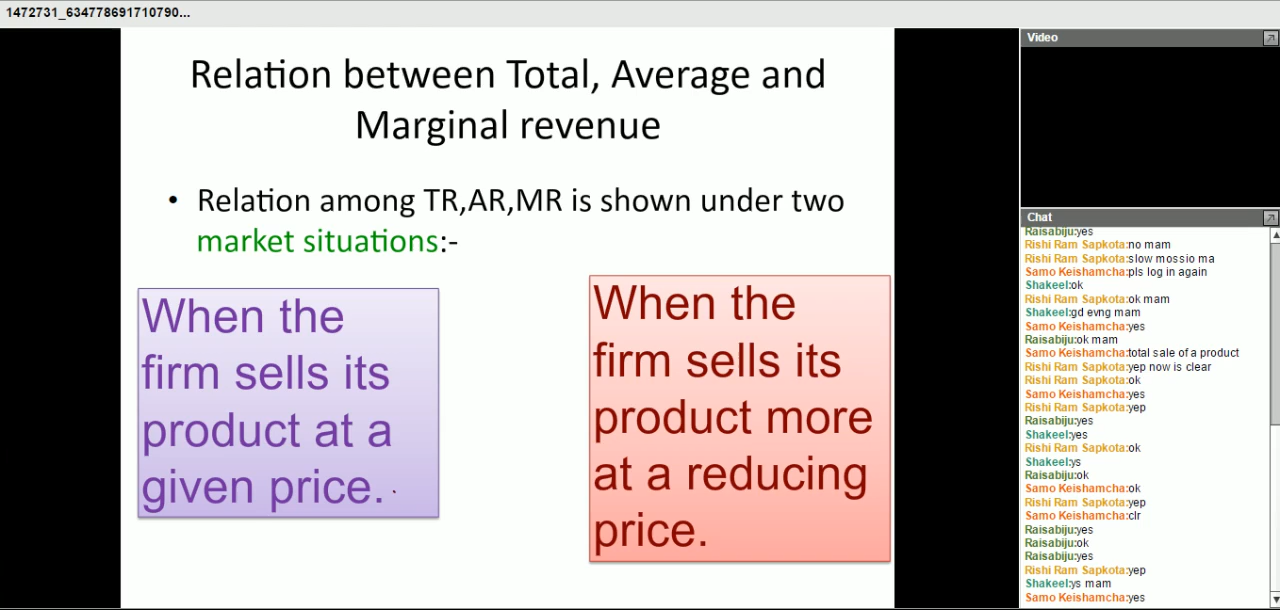 1472731_634778691710790...
Relation between Total, Average and
Marginal revenue
• Relation among TR,AR,MR is shown under two
market situations:-
When the
firm sells its
product at a
given price.
When the
firm sells its
product more
at a reducing
price.
Video
Chat
Raisabiju:yes
Rishi Ram Sapkota:no mam
Rishi Ram Sapkota:slow mossio ma
Samo Keishamcha:pls log in again
Shakeel:ok
Rishi Ram Sapkota:ok mam
Shakeel:gd evng mam
Samo Keishamcha:yes
Raisabiju:ok mam
Samo Keishamcha:total sale of a product
Rishi Ram Sapkota:yep now is clear
Rishi Ram Sapkota:ok
Samo Keishamcha:yes
Rishi Ram Sapkota:yep
Raisabiju:yes
Shakeel:yes
Rishi Ram Sapkota:ok
Shakeel:ys
Raisabiju:ok
Samo Keishamcha:ok
Rishi Ram Sapkota:yep
Samo Keishamcha:clr
Raisabiju:yes
Raisabiju:ok
Raisabiju:yes
Rishi Ram Sapkota:yep
Shakeel:ys mam
Samo Keishamcha:yes